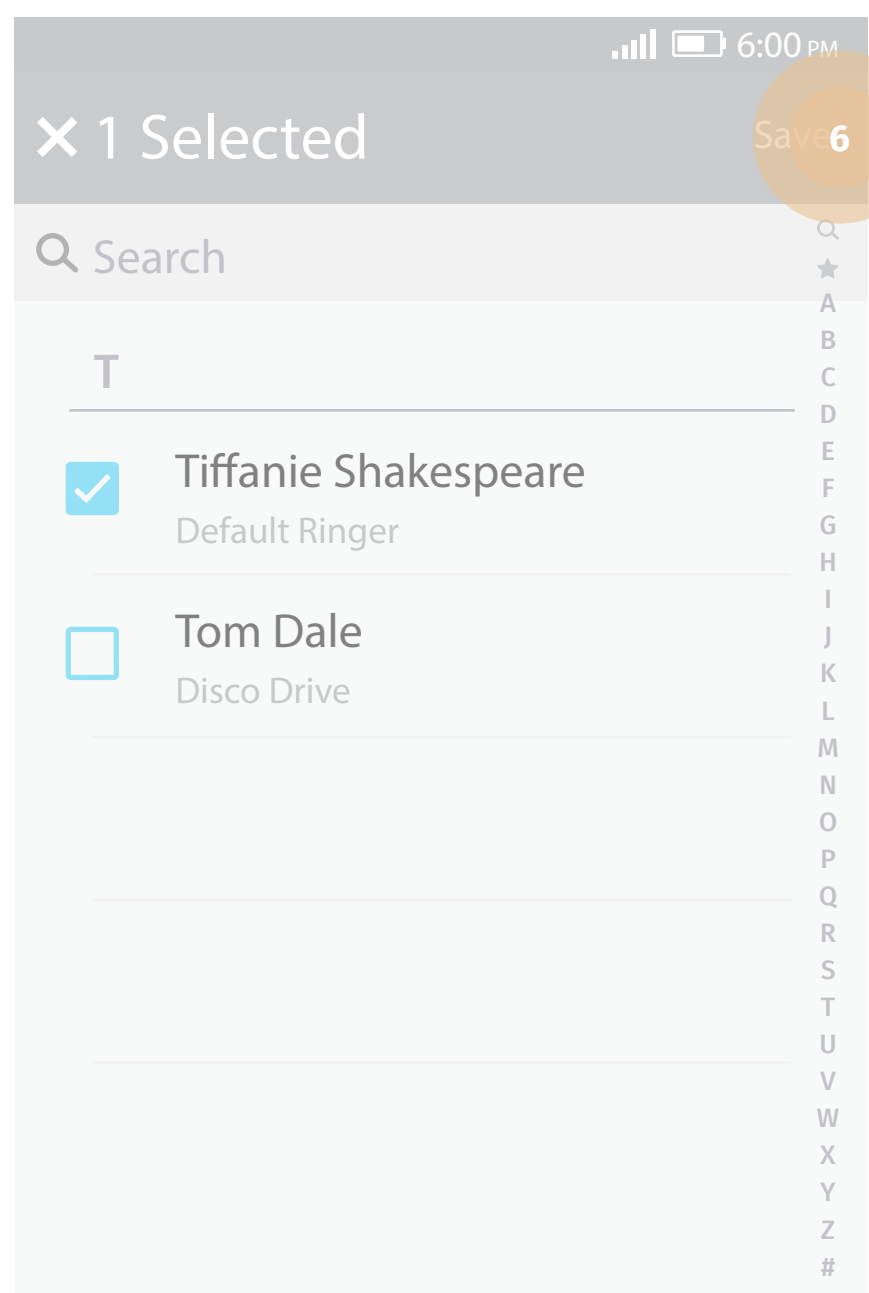 6:00 PM
1 Selected
Save
6
Search
T
Tiffanie Shakespeare
Default Ringer
Tom Dale
Disco Drive
A
B
C
D
E
F
G
H
I
J
K
L
M
N
O
P
Q
R
S
T
U
V
W
X
Y
Z
#